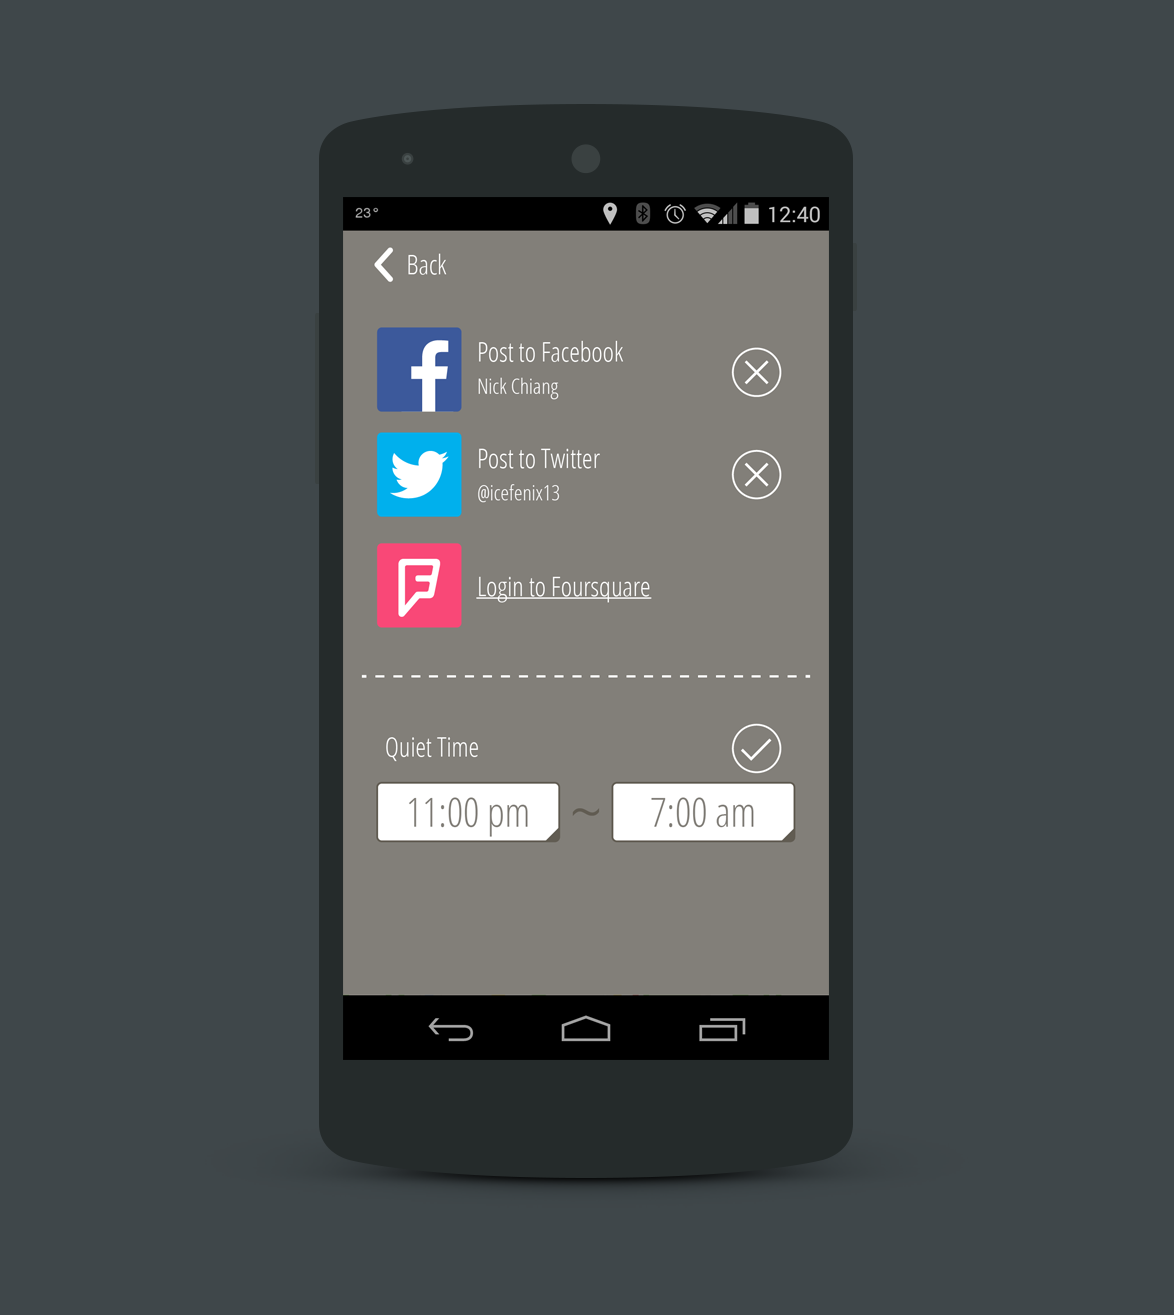 23° 12:40
Back
Post to Facebook
Nick Chiang
Post to Twitter
@icefenix13
Login to Foursquare
Quiet Time
11:00 pm ~ 7:00 am